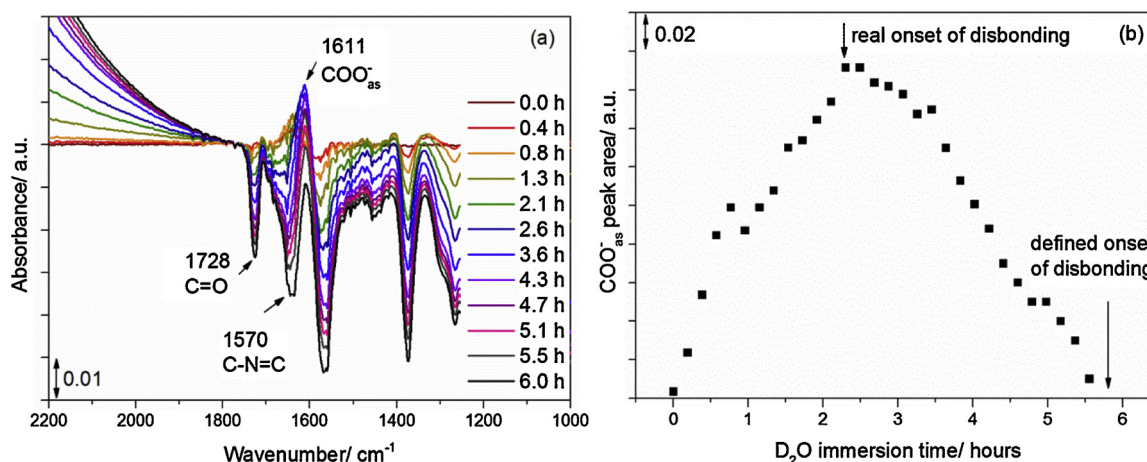 (a)
1611
COO⁻as
0.0 h
0.4 h
0.8 h
1.3 h
2.1 h
2.6 h
3.6 h
4.3 h
4.7 h
5.1 h
5.5 h
6.0 h
1728
C=O
1570
C-N=C
0.01
Absorbance/ a.u.
2200 2000 1800 1600 1400 1200 1000
Wavenumber/ cm⁻¹
0.02
real onset of disbonding
(b)
defined onset
of disbonding
COO⁻as peak area/ a.u.
0 1 2 3 4 5 6
D₂O immersion time/ hours